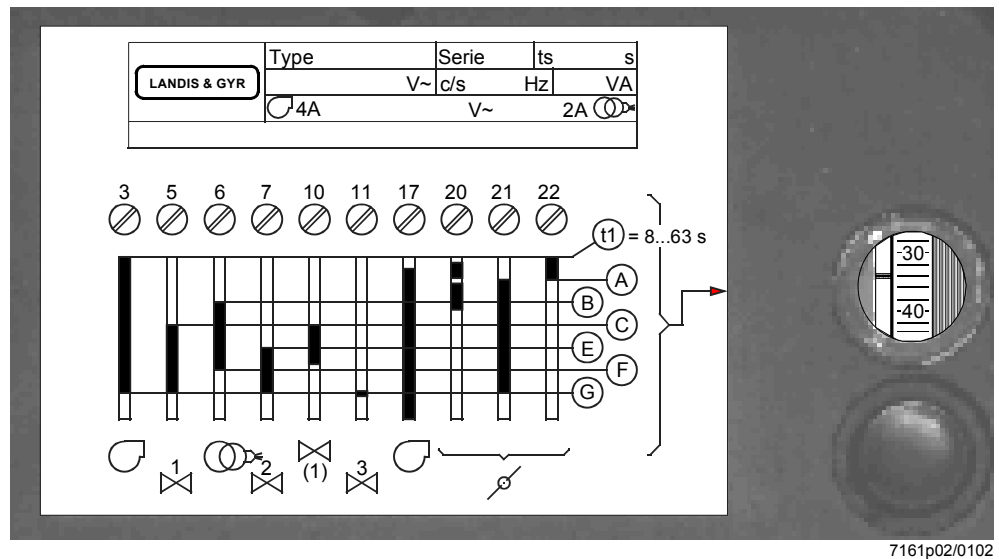 Type Serie ts s
LANDIS & GYR
V~ c/s Hz VA
4A V~ 2A
3 5 6 7 10 11 17 20 21 22
t1 = 8...63 s
-30-
A
B
-40-
C
E
F
G
1 2 (1) 3
7161p02/0102